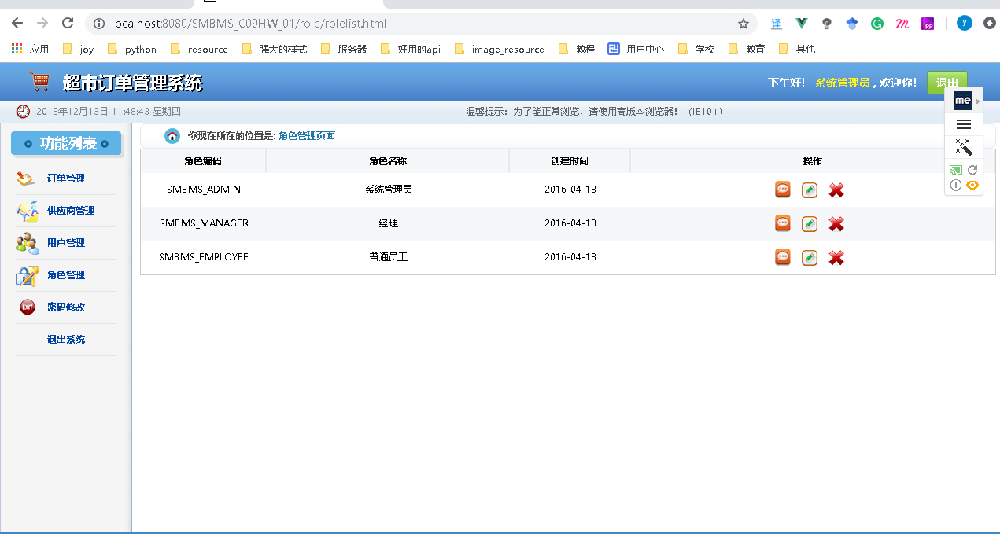 localhost:8080/SMBMS_C09HW_01/role/rolelist.html
译 RP y
应用 joy python resource 强大的样式 服务器 好用的api image_resource 教程 用户中心 学校 教育 其他
超市订单管理系统 下午好! 系统管理员 , 欢迎你! 退出
me
2018年12月13日 11:48:43 星期四 温馨提示: 为了能正常浏览, 请使用高版本浏览器! (IE10+)
功能列表 你现在所在的位置是: 角色管理页面
角色编码 角色名称 创建时间 操作
订单管理
SMBMS_ADMIN 系统管理员 2016-04-13
供应商管理
SMBMS_MANAGER 经理 2016-04-13
用户管理
SMBMS_EMPLOYEE 普通员工 2016-04-13
角色管理
EXIT 密码修改
退出系统